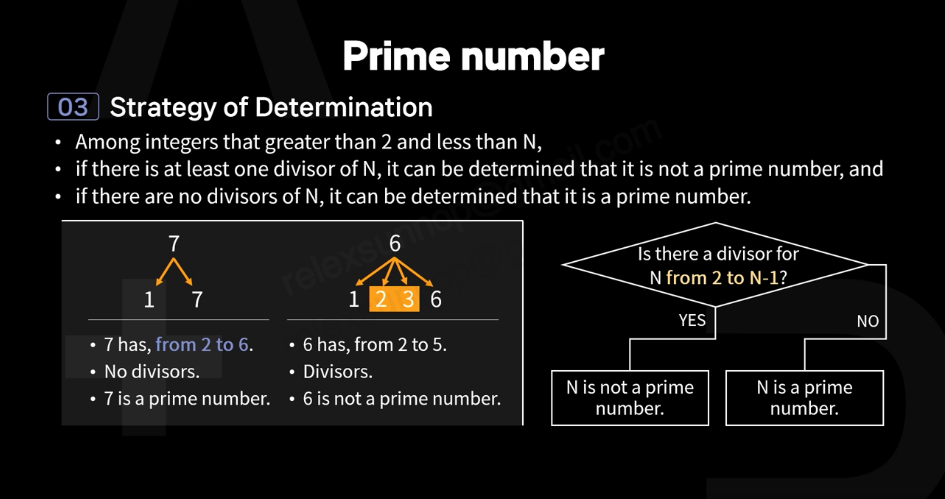 Prime number
03 Strategy of Determination
• Among integers that greater than 2 and less than N,
• if there is at least one divisor of N, it can be determined that it is not a prime number, and
• if there are no divisors of N, it can be determined that it is a prime number.
7
1 7
• 7 has, from 2 to 6.
• No divisors.
• 7 is a prime number.
6
1 2 3 6
• 6 has, from 2 to 5.
• Divisors.
• 6 is not a prime number.
Is there a divisor for
N from 2 to N-1?
YES
NO
N is not a prime
number.
N is a prime
number.